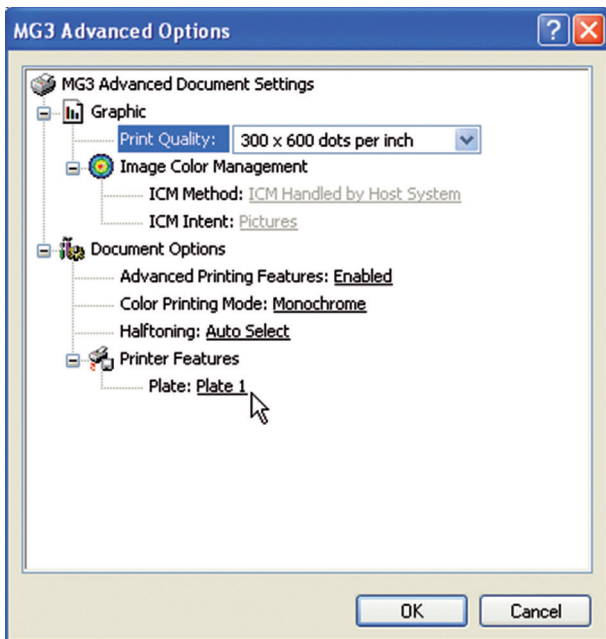 MG3 Advanced Options
MG3 Advanced Document Settings
Graphic
Print Quality: 300 x 600 dots per inch
Image Color Management
ICM Method: ICM Handled by Host System
ICM Intent: Pictures
Document Options
Advanced Printing Features: Enabled
Color Printing Mode: Monochrome
Halftoning: Auto Select
Printer Features
Plate: Plate 1
OK Cancel